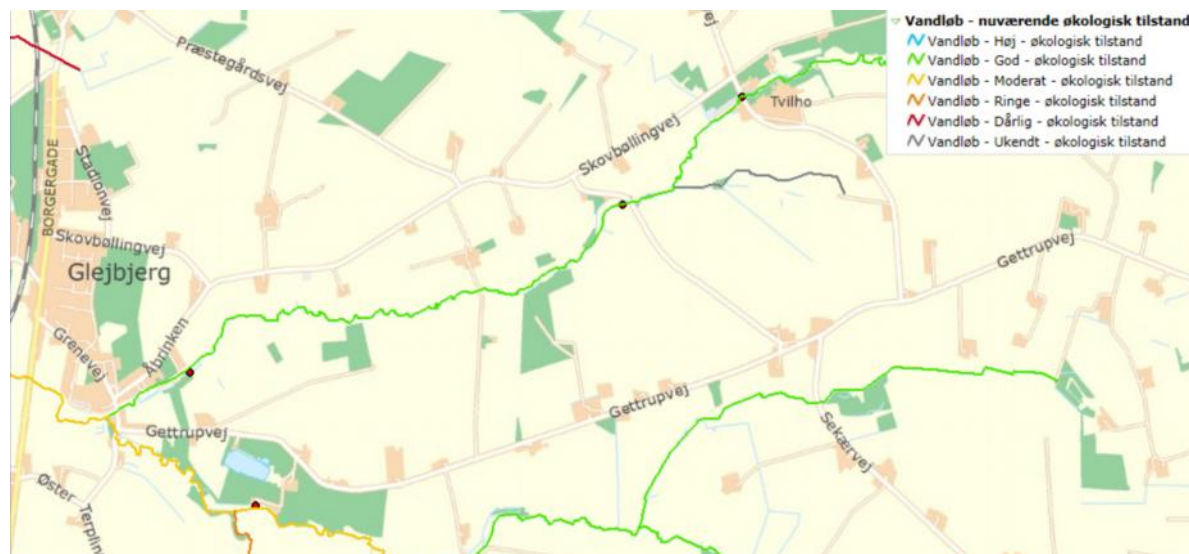 Vandløb - nuværende økologisk tilstand
Vandløb - Høj - økologisk tilstand
Vandløb - God - økologisk tilstand
Vandløb - Moderat - økologisk tilstand
Vandløb - Ringe - økologisk tilstand
Vandløb - Dårlig - økologisk tilstand
Vandløb - Ukendt - økologisk tilstand
Præstegårdsvej
Tvilho
Skovbøllingvej
BORGERGADE
Stadionvej
Skovbøllingvej
Gettrupvej
Glejbjerg
Grenevej
Åbrinken
Gettrupvej
Gettrupvej
Sekærvej
Øster
Terplin